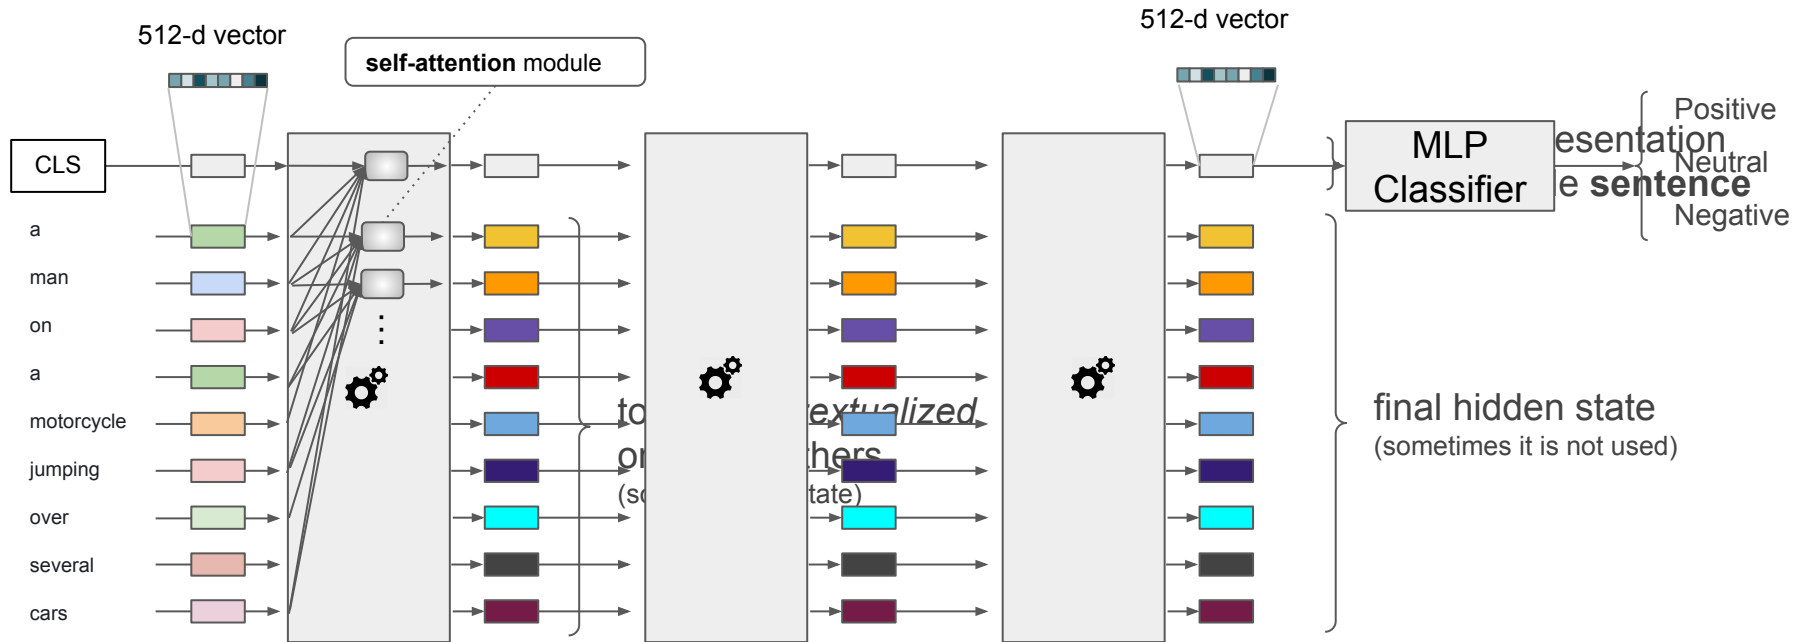 512-d vector
512-d vector
self-attention module
CLS
a
man
on
a
motorcycle
jumping
over
several
cars
MLP
Classifier
Positive
Neutral
Negative
sentence
final hidden state
(sometimes it is not used)